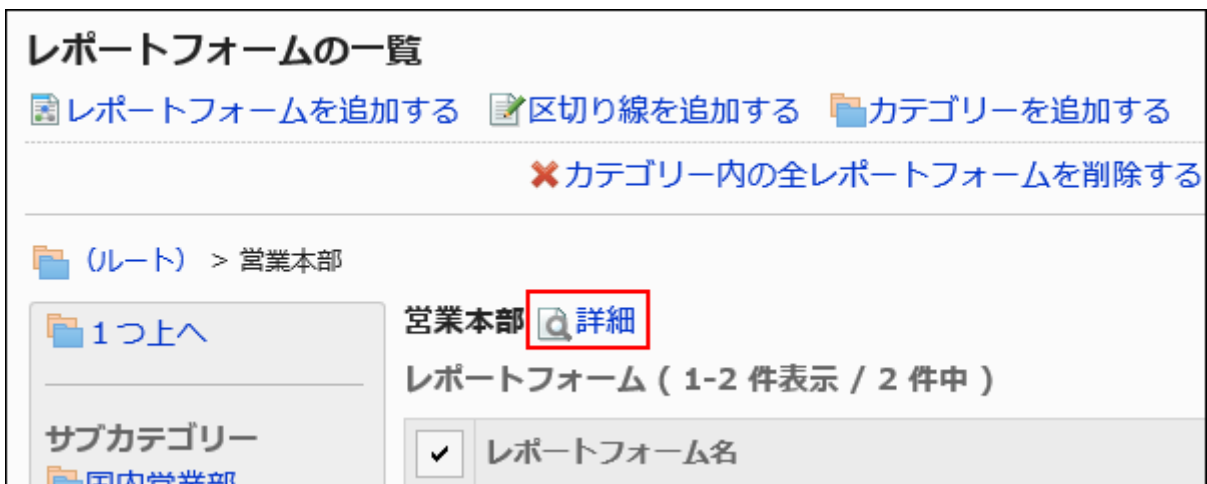 レポートフォームの一覧
レポートフォームを追加する 区切り線を追加する カテゴリーを追加する
カテゴリー内の全レポートフォームを削除する
（ルート） > 営業本部
1つ上へ
サブカテゴリー
国内営業部
営業本部 詳細
レポートフォーム ( 1-2 件表示 / 2 件中 )
レポートフォーム名